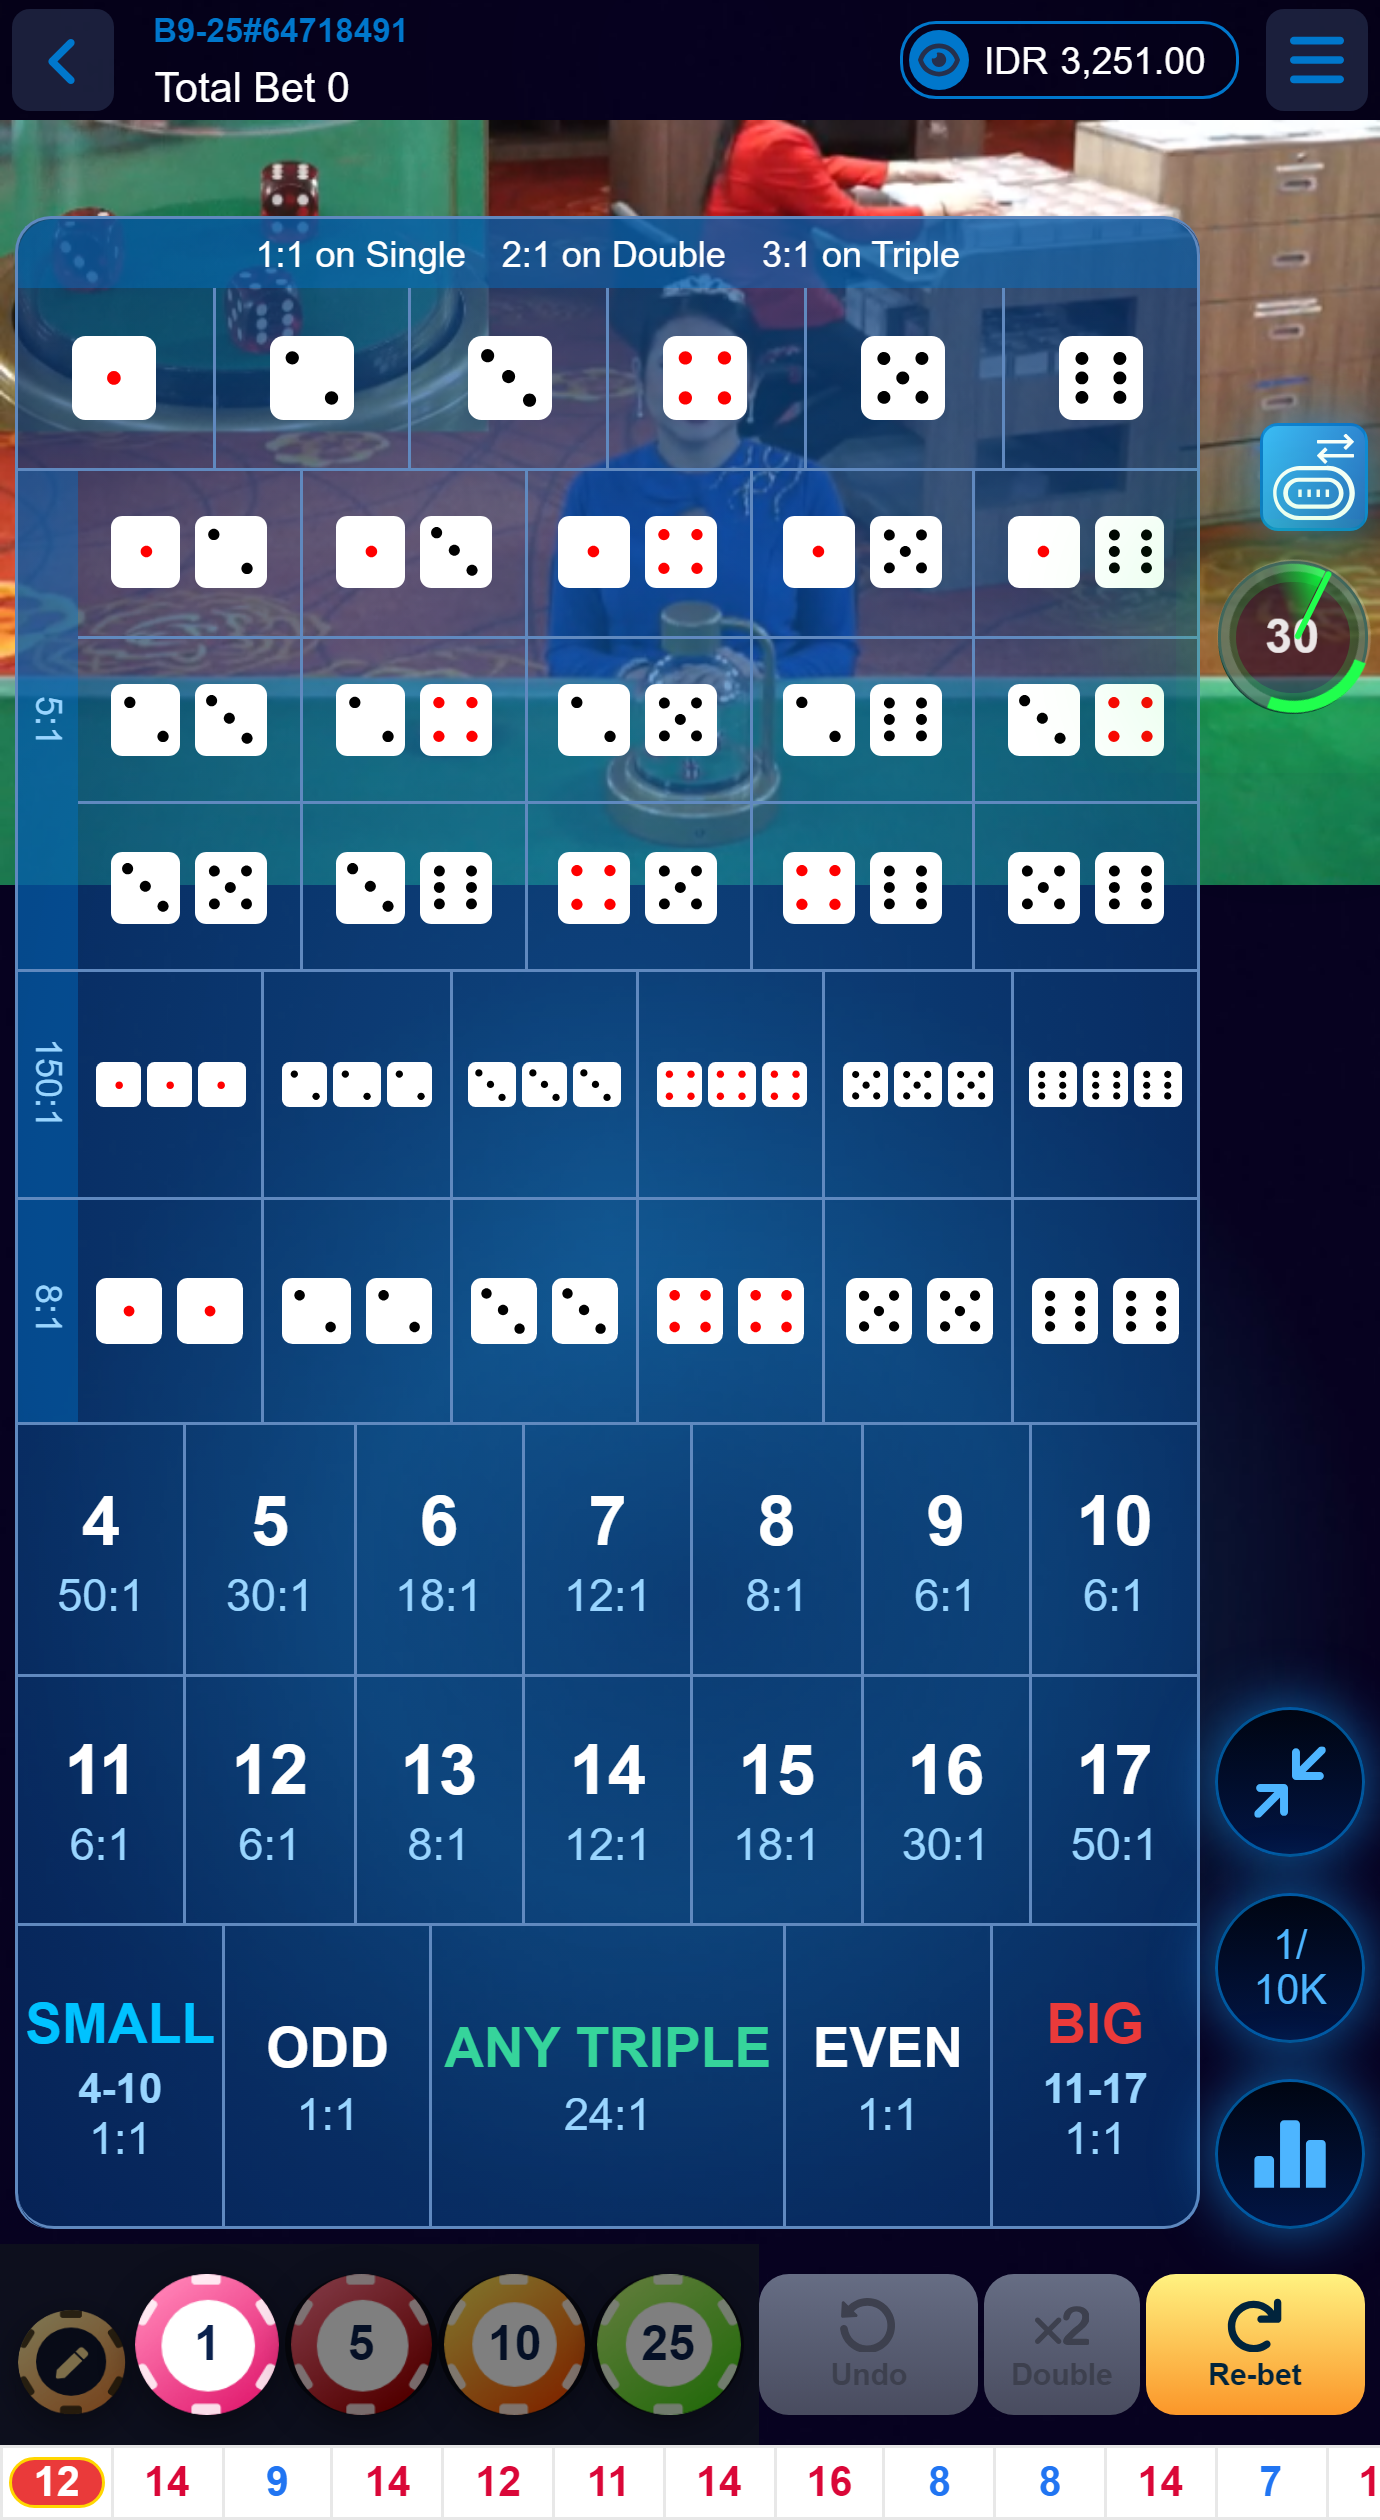 B9-25#64718491
Total Bet 0
IDR 3,251.00
1:1 on Single 2:1 on Double 3:1 on Triple
30
5:1
150:1
8:1
4 5 6 7 8 9 10
50:1 30:1 18:1 12:1 8:1 6:1 6:1
11 12 13 14 15 16 17
6:1 6:1 8:1 12:1 18:1 30:1 50:1
SMALL
4-10
1:1
ODD
1:1
ANY TRIPLE
24:1
EVEN
1:1
BIG
11-17
1:1
1/
10K
1 5 10 25
Undo
x2
Double
Re-bet
12 14 9 14 12 11 14 16 8 8 14 7